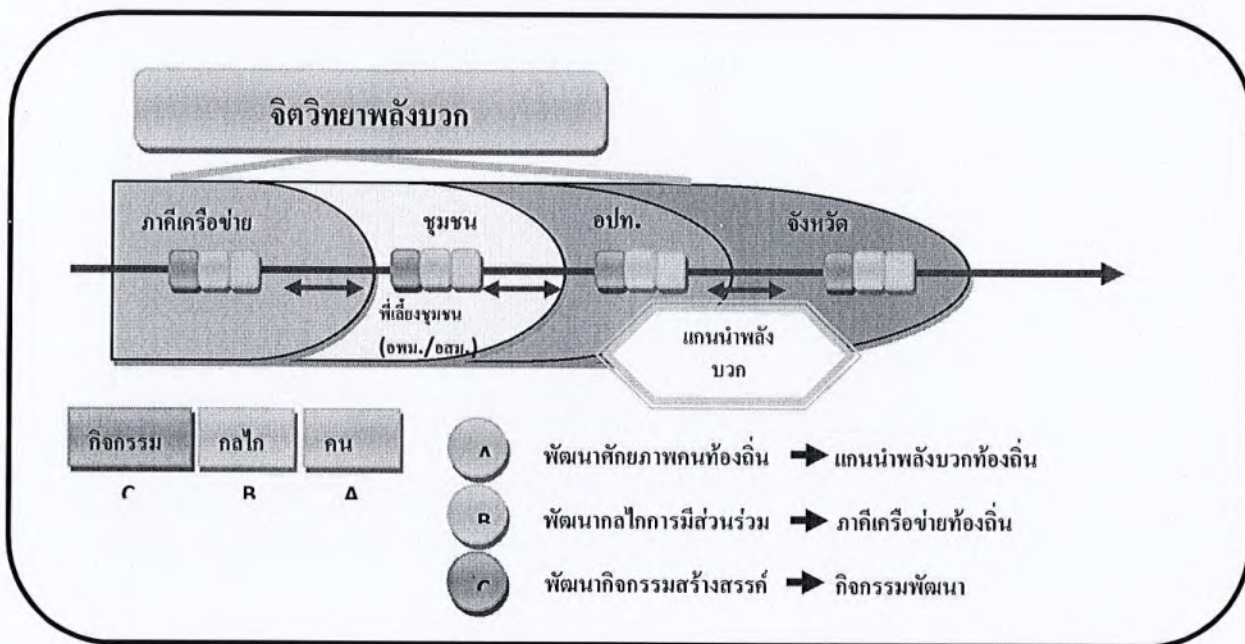 จิตวิทยาพลังบวก
ภาคีเครือข่าย
ชุมชน
อปท.
จังหวัด
พี่เลี้ยงชุมชน
(อพม./อสม.)
แกนนำพลัง
บวก
กิจกรรม
กลไก
คน
C
B
A
A
พัฒนาศักยภาพคนท้องถิ่น
แกนนำพลังบวกท้องถิ่น
B
พัฒนากลไกการมีส่วนร่วม
ภาคีเครือข่ายท้องถิ่น
C
พัฒนากิจกรรมสร้างสรรค์
กิจกรรมพัฒนา